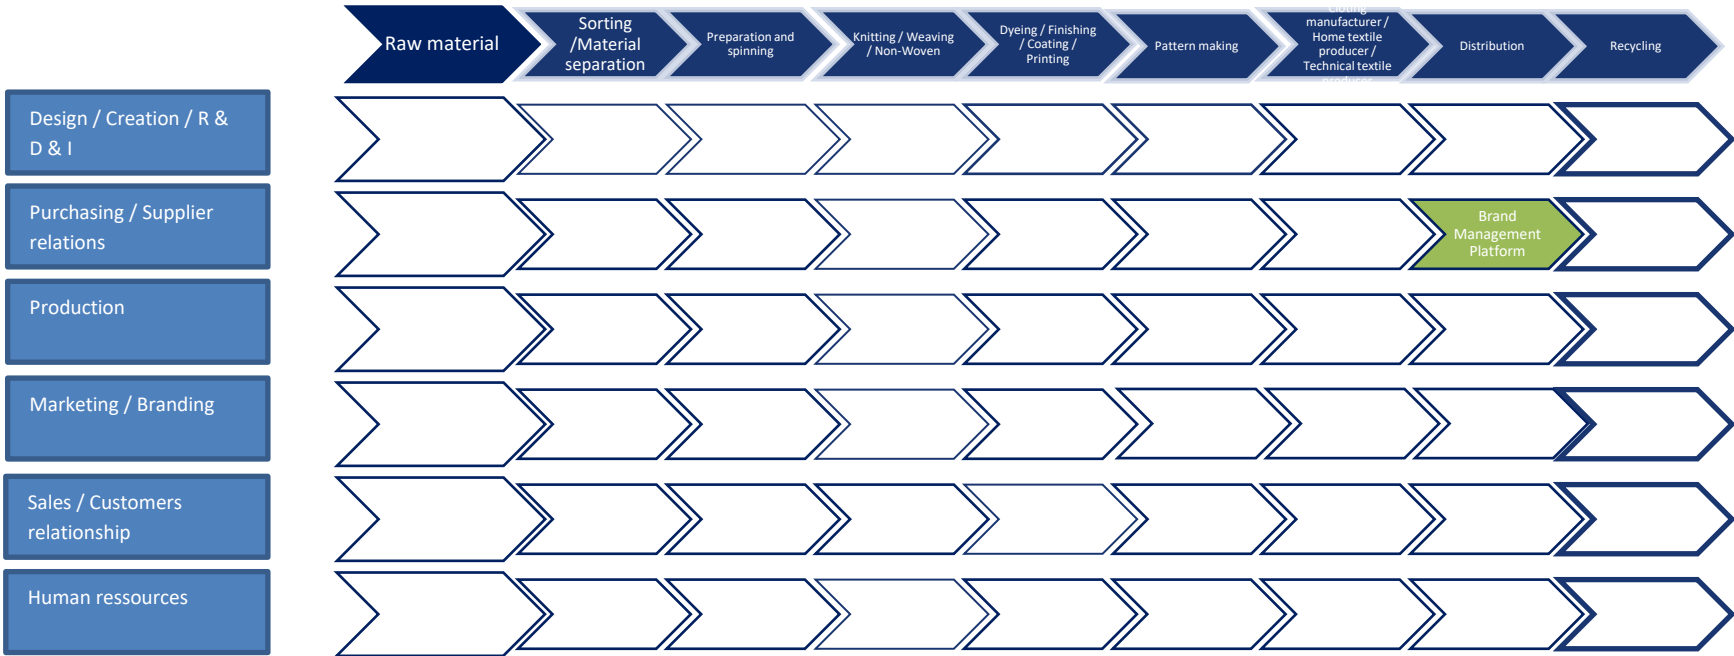 Raw material
Sorting
/Material
separation
Preparation and
spinning
Knitting / Weaving
/ Non-Woven
Dyeing / Finishing
/ Coating /
Printing
Pattern making
manufacturer /
Home textile
producer /
Technical textile
Distribution
Recycling
Design / Creation / R &
D & I
Purchasing / Supplier
relations
Brand
Management
Platform
Production
Marketing / Branding
Sales / Customers
relationship
Human ressources